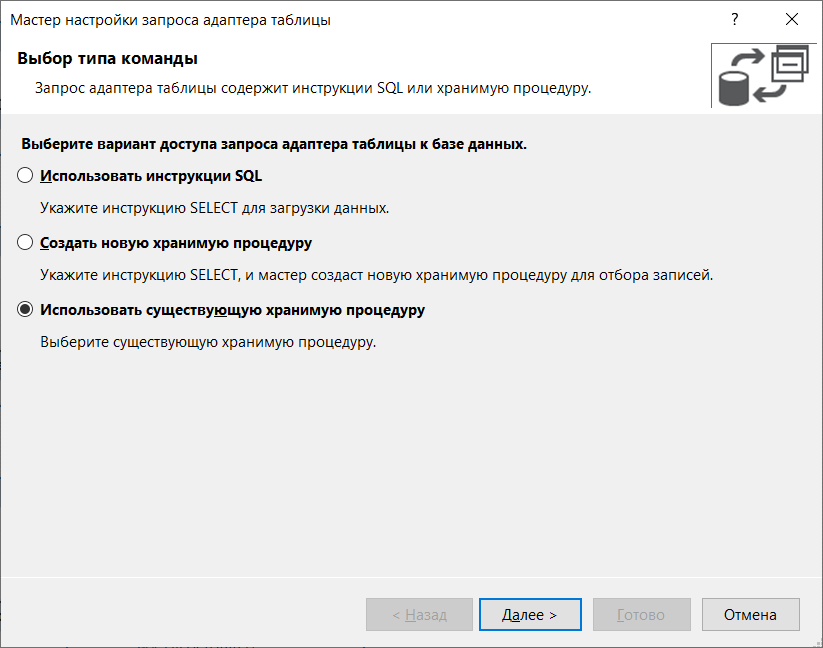 Мастер настройки запроса адаптера таблицы
?
Выбор типа команды
Запрос адаптера таблицы содержит инструкции SQL или хранимую процедуру.
Выберите вариант доступа запроса адаптера таблицы к базе данных.
Использовать инструкции SQL
Укажите инструкцию SELECT для загрузки данных.
Создать новую хранимую процедуру
Укажите инструкцию SELECT, и мастер создаст новую хранимую процедуру для отбора записей.
Использовать существующую хранимую процедуру
Выберите существующую хранимую процедуру.
< Назад
Далее >
Готово
Отмена